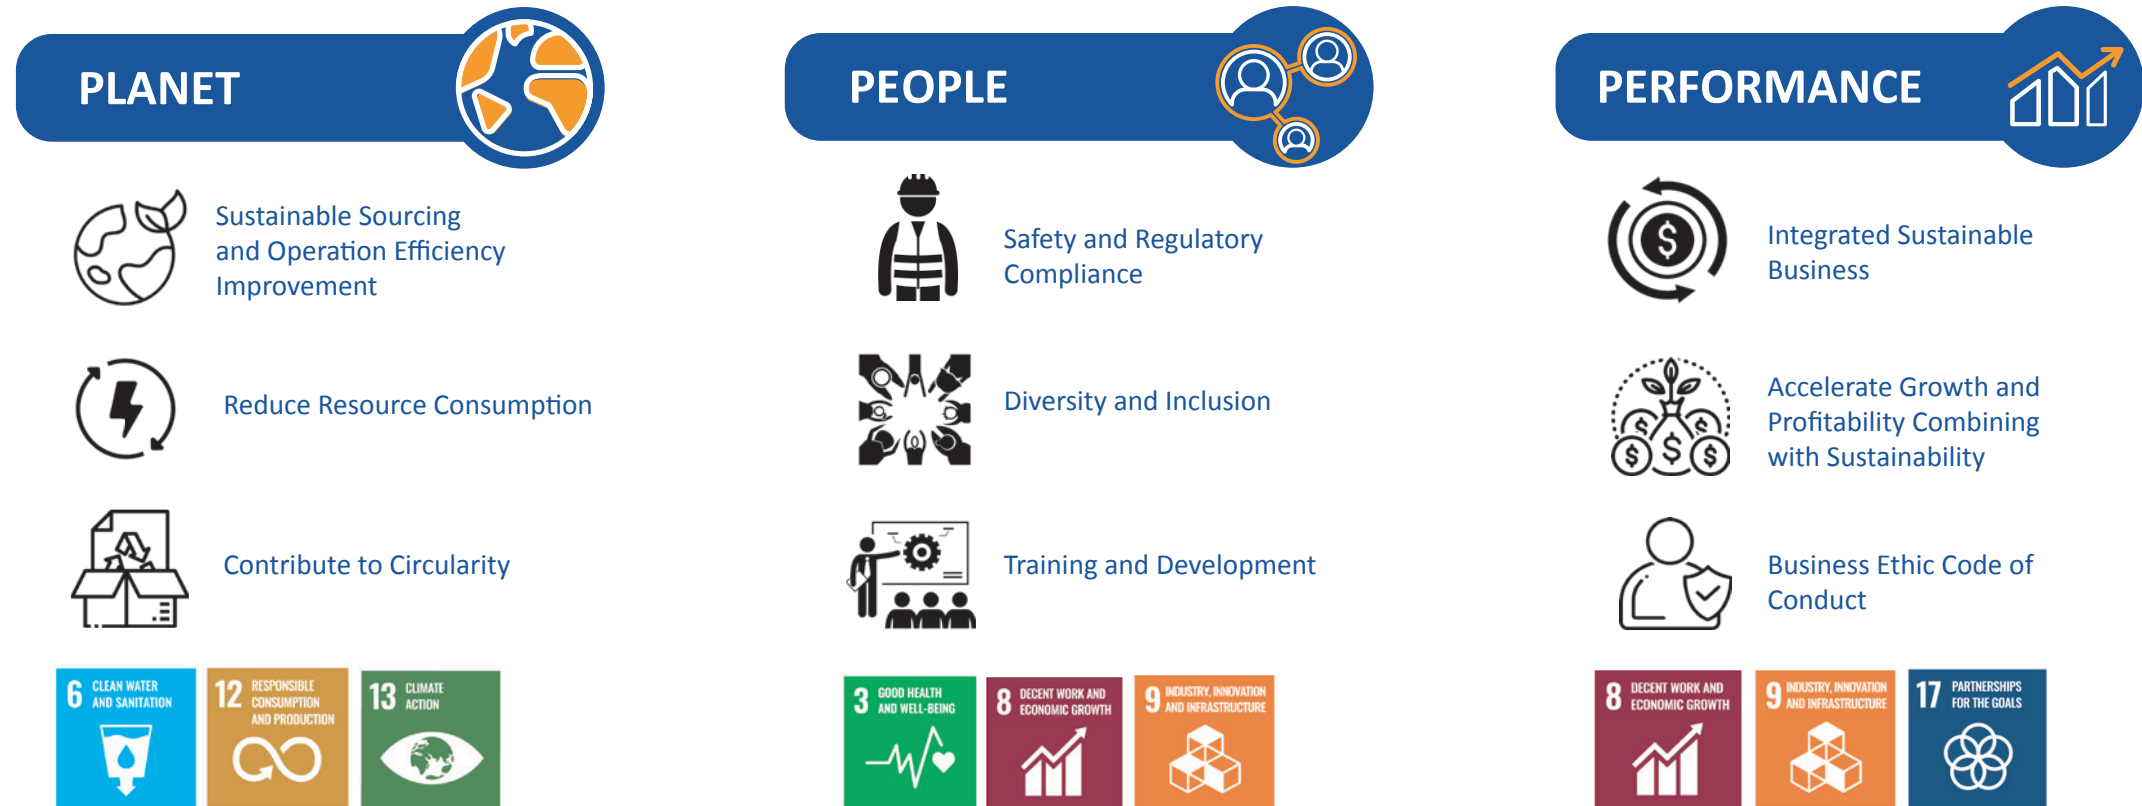 PLANET
Sustainable Sourcing
and Operation Efficiency
Improvement
Reduce Resource Consumption
Contribute to Circularity
6 CLEAN WATER
AND SANITATION
12 RESPONSIBLE
CONSUMPTION
AND PRODUCTION
13 CLIMATE
ACTION
PEOPLE
Safety and Regulatory
Compliance
Diversity and Inclusion
Training and Development
3 GOOD HEALTH
AND WELL-BEING
8 DECENT WORK AND
ECONOMIC GROWTH
9 INDUSTRY, INNOVATION
AND INFRASTRUCTURE
PERFORMANCE
$
Integrated Sustainable
Business
$ $
$ $ $
Accelerate Growth and
Profitability Combining
with Sustainability
Business Ethic Code of
Conduct
8 DECENT WORK AND
ECONOMIC GROWTH
9 INDUSTRY, INNOVATION
AND INFRASTRUCTURE
17 PARTNERSHIPS
FOR THE GOALS